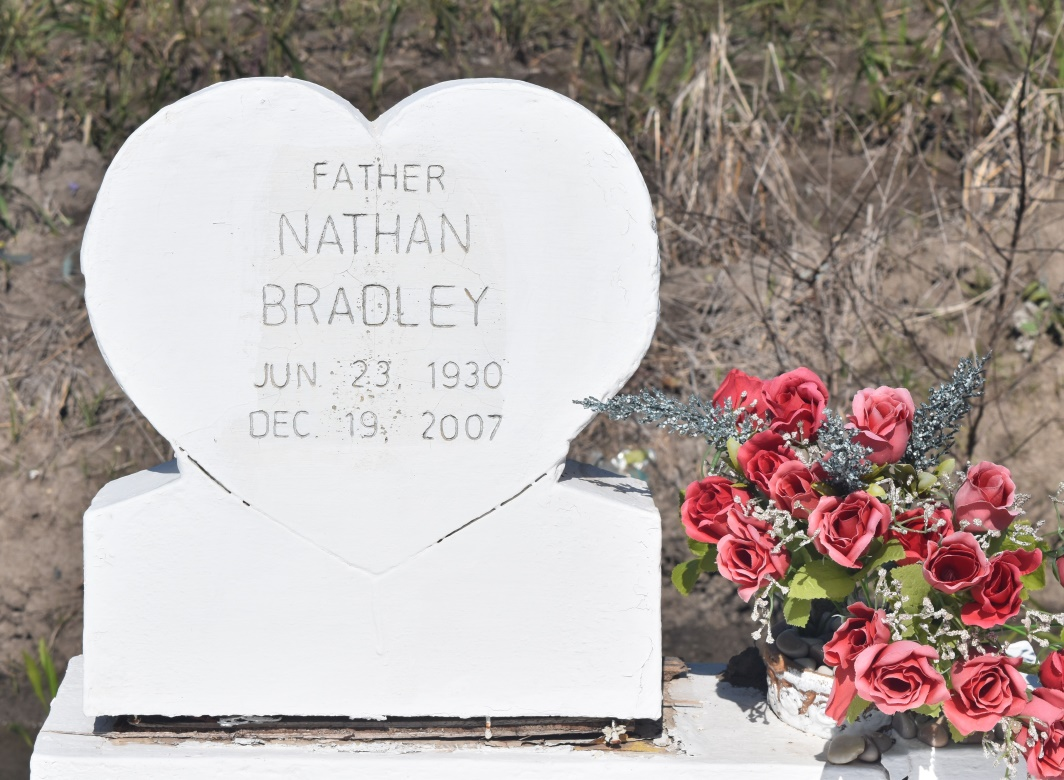 FATHER
NATHAN
BRADLEY
JUN 23, 1930
DEC 19, 2007